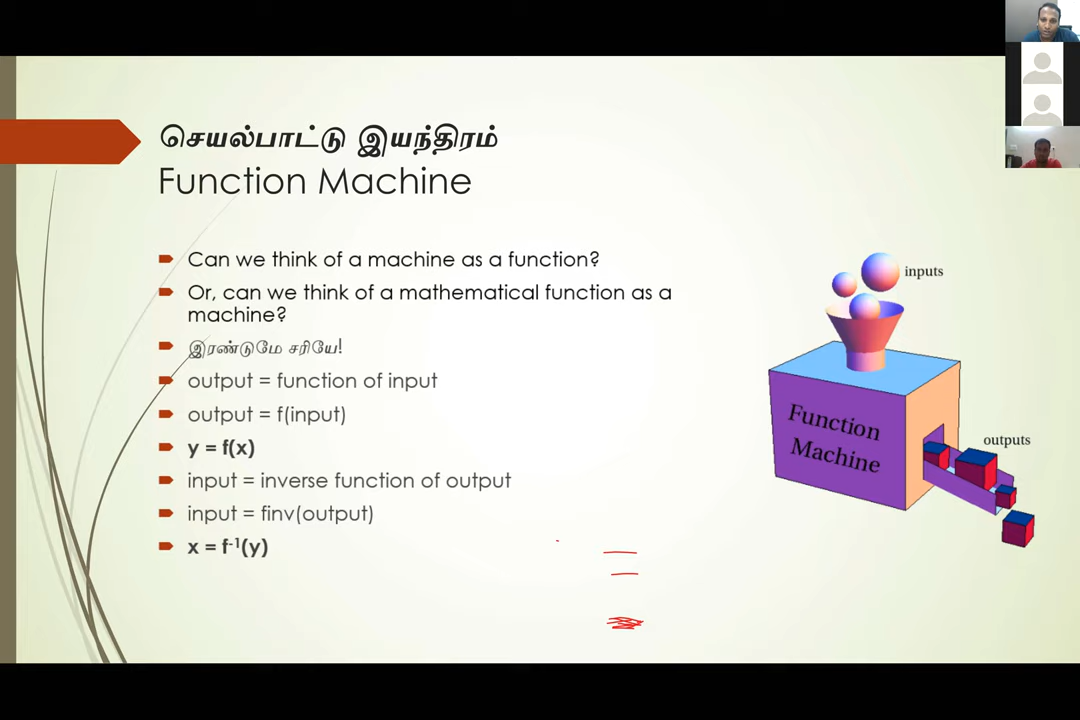 செயல்பாட்டு இயந்திரம்
Function Machine
Can we think of a machine as a function?
Or, can we think of a mathematical function as a
machine?
இரண்டுமே சரியே!
output = function of input
output = f(input)
y = f(x)
input = inverse function of output
input = finv(output)
x = f⁻¹(y)
inputs
Function
Machine
outputs